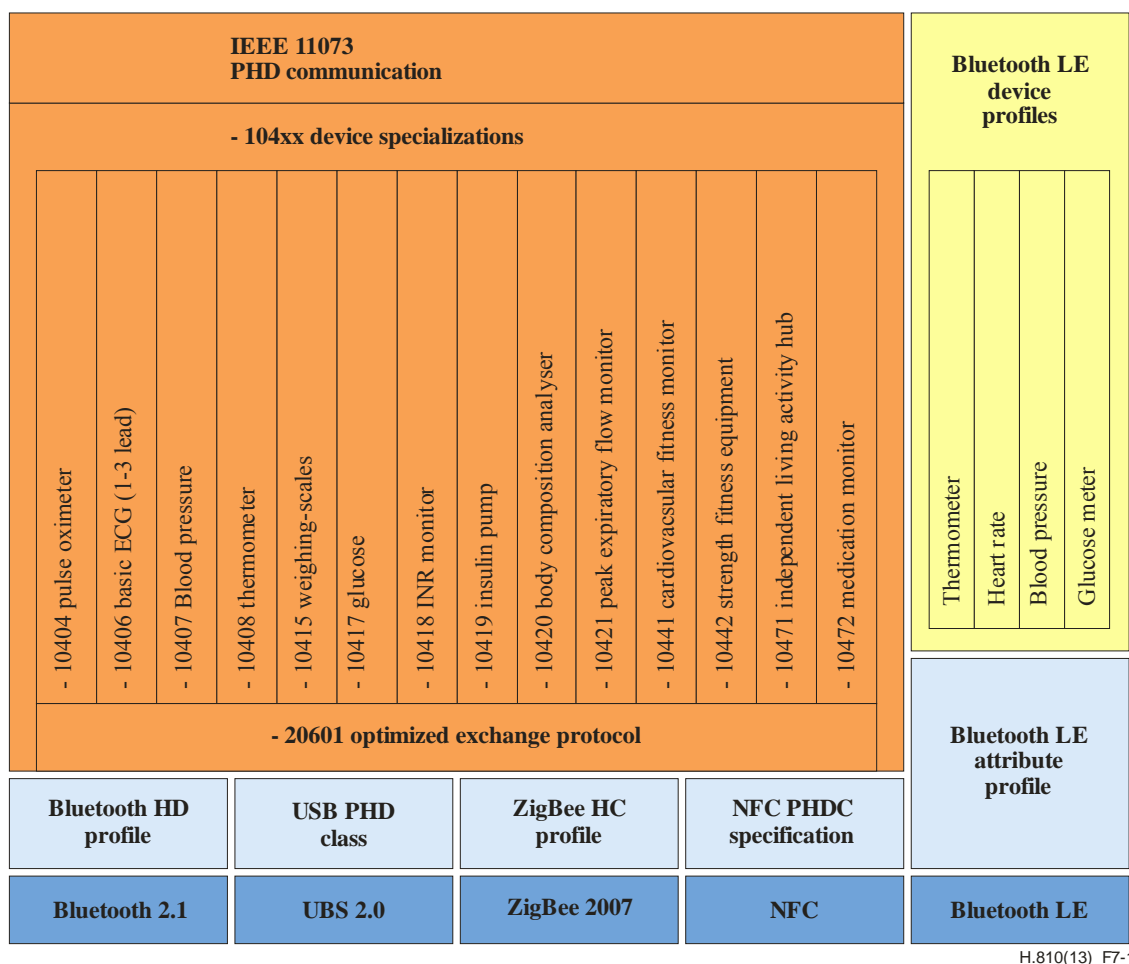 IEEE 11073
PHD communication
- 104xx device specializations
- 10404 pulse oximeter
- 10406 basic ECG (1-3 lead)
- 10407 Blood pressure
- 10408 thermometer
- 10415 weighing-scales
- 10417 glucose
- 10418 INR monitor
- 10419 insulin pump
- 10420 body composition analyser
- 10421 peak expiratory flow monitor
- 10441 cardiovacsular fitness monitor
- 10442 strength fitness equipment
- 10471 independent living activity hub
- 10472 medication monitor
- 20601 optimized exchange protocol
Bluetooth LE
device
profiles
Thermometer
Heart rate
Blood pressure
Glucose meter
Bluetooth LE
attribute
profile
Bluetooth HD
profile
USB PHD
class
ZigBee HC
profile
NFC PHDC
specification
Bluetooth 2.1
UBS 2.0
ZigBee 2007
NFC
Bluetooth LE
H.810(13)_F7-1